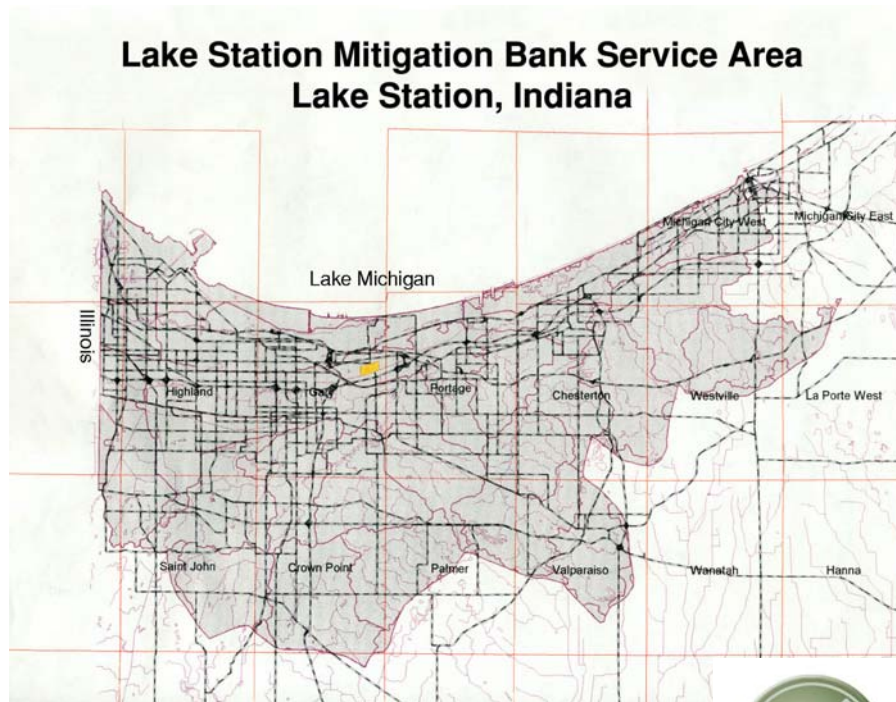 Lake Station Mitigation Bank Service Area
Lake Station, Indiana
Michigan City West
Michigan City East
Lake Michigan
Illinois
Highland
Gary
Portage
Chesterton
Westville
La Porte West
Saint John
Crown Point
Palmer
Valparaiso
Wanatah
Hanna